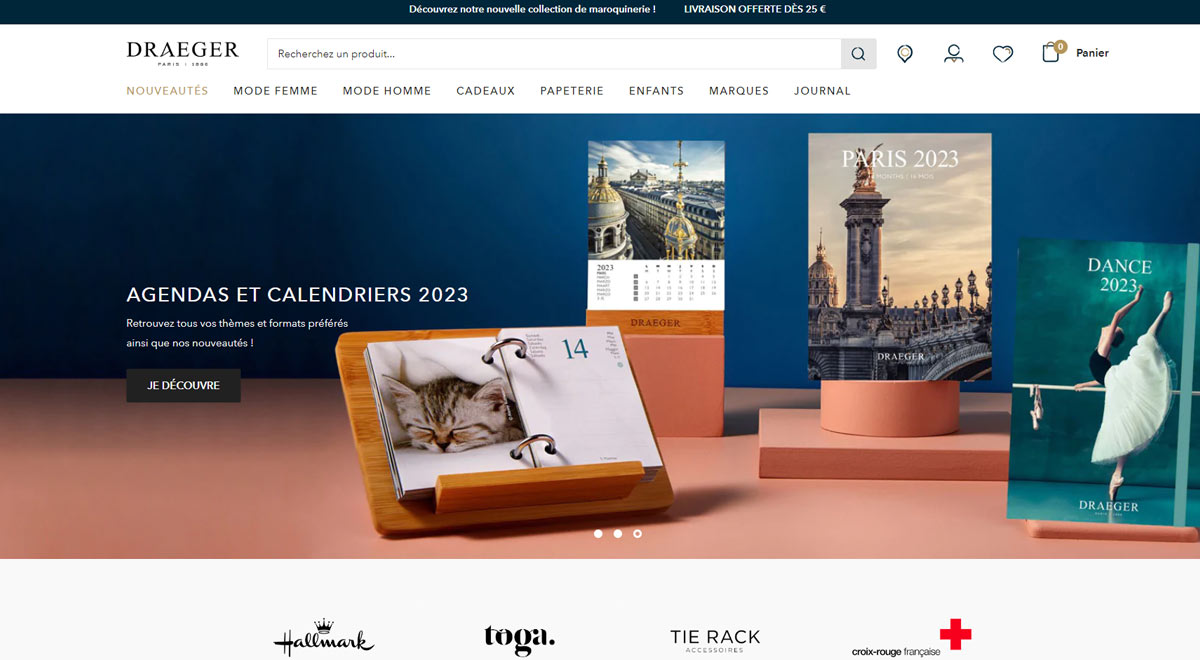 Découvrez notre nouvelle collection de maroquinerie !
LIVRAISON OFFERTE DÈS 25 €
DRAEGER
PARIS | 1886
Recherchez un produit...
0
Panier
NOUVEAUTÉS
MODE FEMME
MODE HOMME
CADEAUX
PAPETERIE
ENFANTS
MARQUES
JOURNAL
AGENDAS ET CALENDRIERS 2023
Retrouvez tous vos thèmes et formats préférés
ainsi que nos nouveautés !
JE DÉCOUVRE
14
2023
DRAEGER
PARIS 2023
MONTHS / 16 MOIS
DRAEGER
DANCE
2023
DRAEGER
Hallmark
toga.
TIE RACK
ACCESSOIRES
croix-rouge française